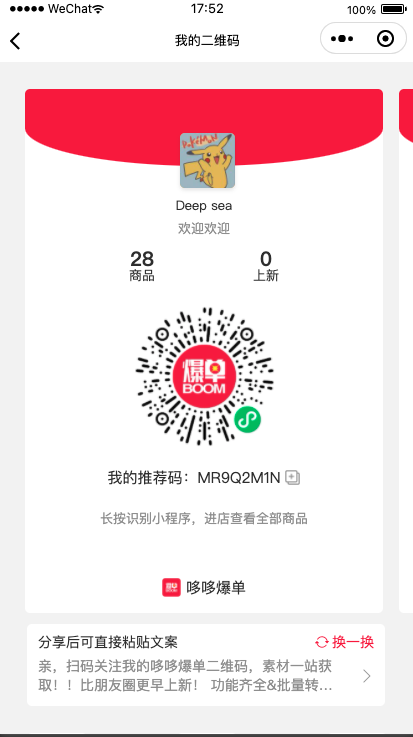 WeChat
17:52
100%
我的二维码
Pokémon
Deep sea
欢迎欢迎
28
0
商品
上新
爆单
BOOM
我的推荐码：MR9Q2M1N
长按识别小程序，进店查看全部商品
哆哆爆单
分享后可直接粘贴文案
换一换
亲，扫码关注我的哆哆爆单二维码，素材一站获
取！！比朋友圈更早上新！ 功能齐全&批量转...